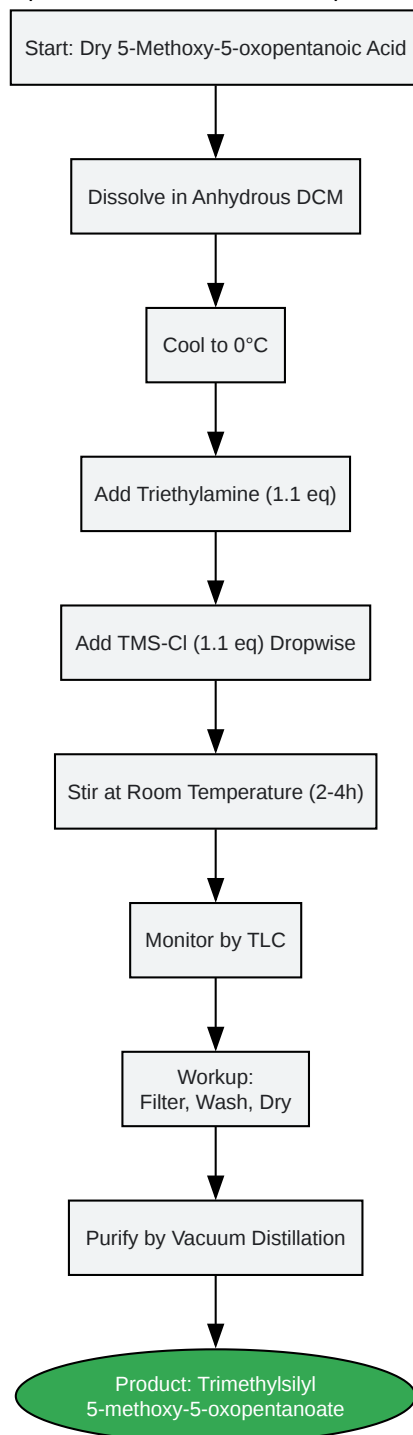 Start: Dry 5-Methoxy-5-oxopentanoic Acid
Dissolve in Anhydrous DCM
Cool to 0°C
Add Triethylamine (1.1 eq)
Add TMS-Cl (1.1 eq) Dropwise
Stir at Room Temperature (2-4h)
Monitor by TLC
Workup:
Filter, Wash, Dry
Purify by Vacuum Distillation
Product: Trimethylsilyl
5-methoxy-5-oxopentanoate